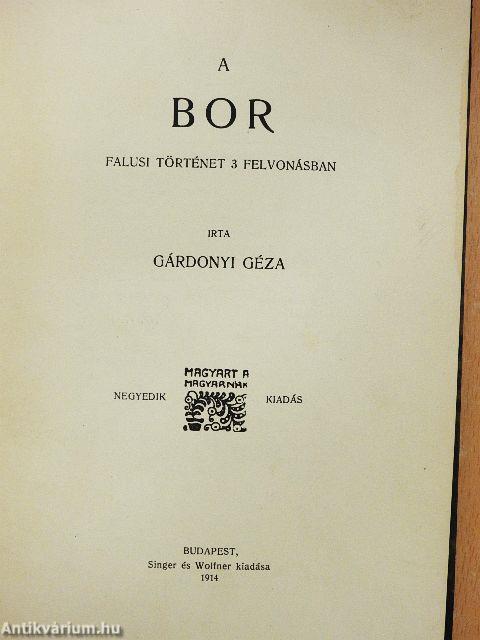 A
BOR
FALUSI TÖRTÉNET 3 FELVONÁSBAN
IRTA
GÁRDONYI GÉZA
MAGYART A
MAGYARNAK
NEGYEDIK KIADÁS
BUDAPEST,
Singer és Wolfner kiadása
1914
Antikvárium.hu